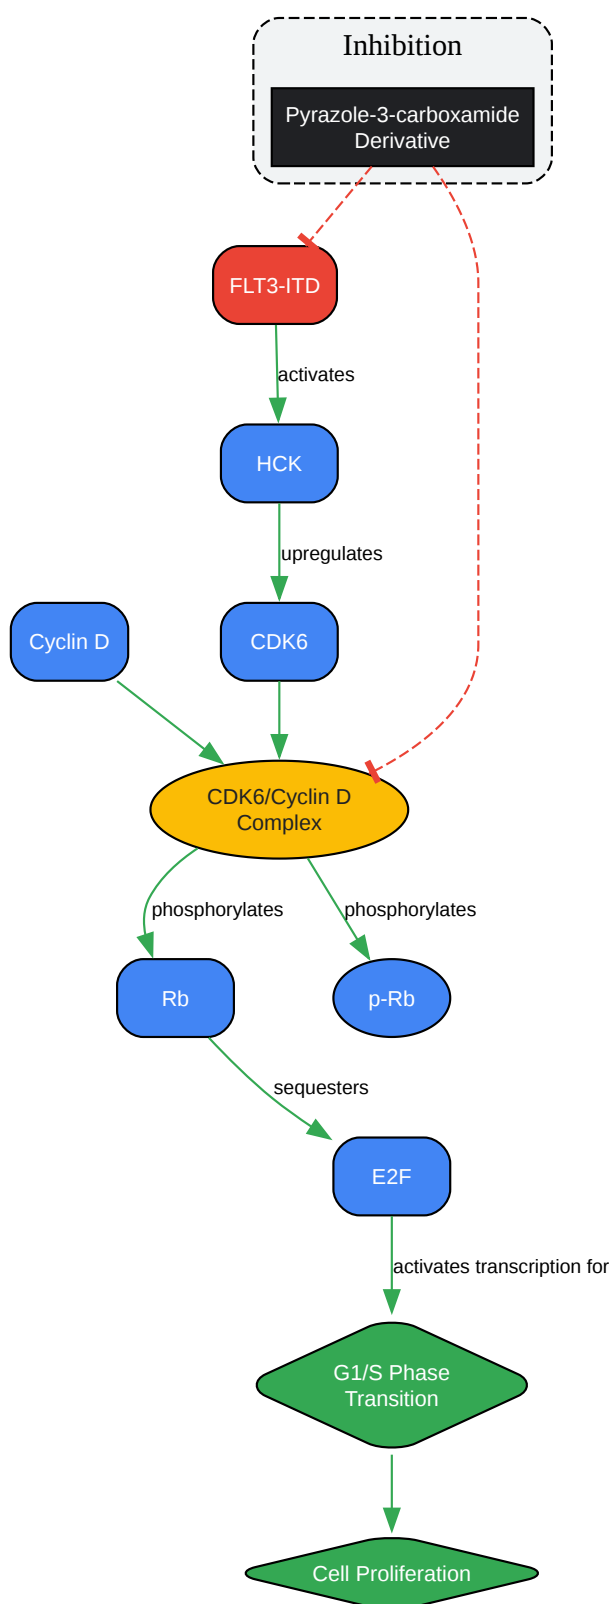 Inhibition
Pyrazole-3-carboxamide
Derivative
FLT3-ITD
activates
HCK
upregulates
Cyclin D
CDK6
CDK6/Cyclin D
Complex
phosphorylates
phosphorylates
Rb
p-Rb
sequesters
E2F
activates transcription for
G1/S Phase
Transition
Cell Proliferation